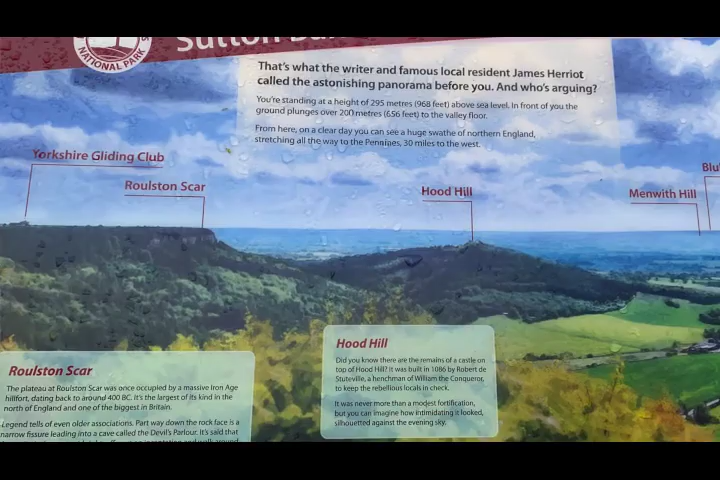 NATIONAL PARK
Sutton
That's what the writer and famous local resident James Herriot
called the astonishing panorama before you. And who's arguing?
You're standing at a height of 295 metres (968 feet) above sea level. In front of you the
ground plunges over 200 metres (656 feet) to the valley floor.
From here, on a clear day you can see a huge swathe of northern England,
stretching all the way to the Pennines, 30 miles to the west.
Yorkshire Gliding Club
Roulston Scar
Hood Hill
Menwith Hill
Roulston Scar
The plateau at Roulston Scar was once occupied by a massive Iron Age
hillfort, dating back to around 400 BC. It's the largest of its kind in the
north of England and one of the biggest in Britain.
Legend tells of even older associations. Part way down the rock face is a
narrow fissure leading into a cave called the Devil's Parlour. It's said that
Hood Hill
Did you know there are the remains of a castle on
top of Hood Hill? It was built in 1086 by Robert de
Stuteville, a henchman of William the Conqueror,
to keep the rebellious locals in check.
It was never more than a modest fortification,
but you can imagine how intimidating it looked,
silhouetted against the evening sky.